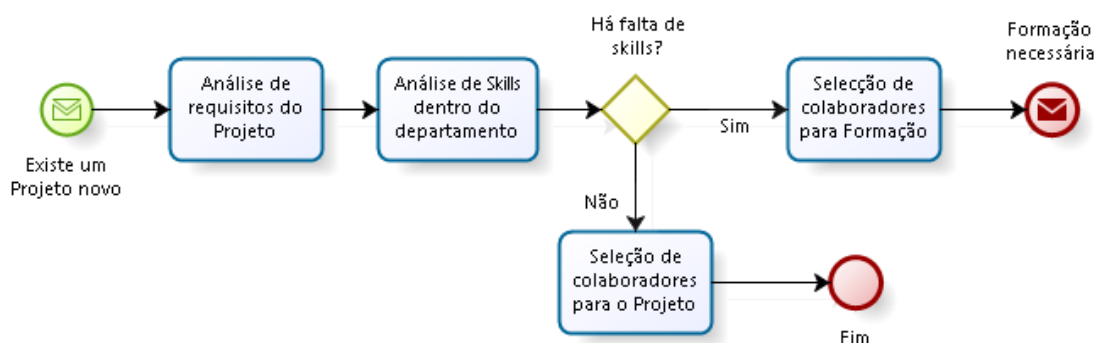 Existe um
Projeto novo
Análise de
requisitos do
Projeto
Análise de Skills
dentro do
departamento
Há falta de
skills?
Sim
Selecção de
colaboradores
para Formação
Formação
necessária
Não
Seleção de
colaboradores
para o Projeto
Fim